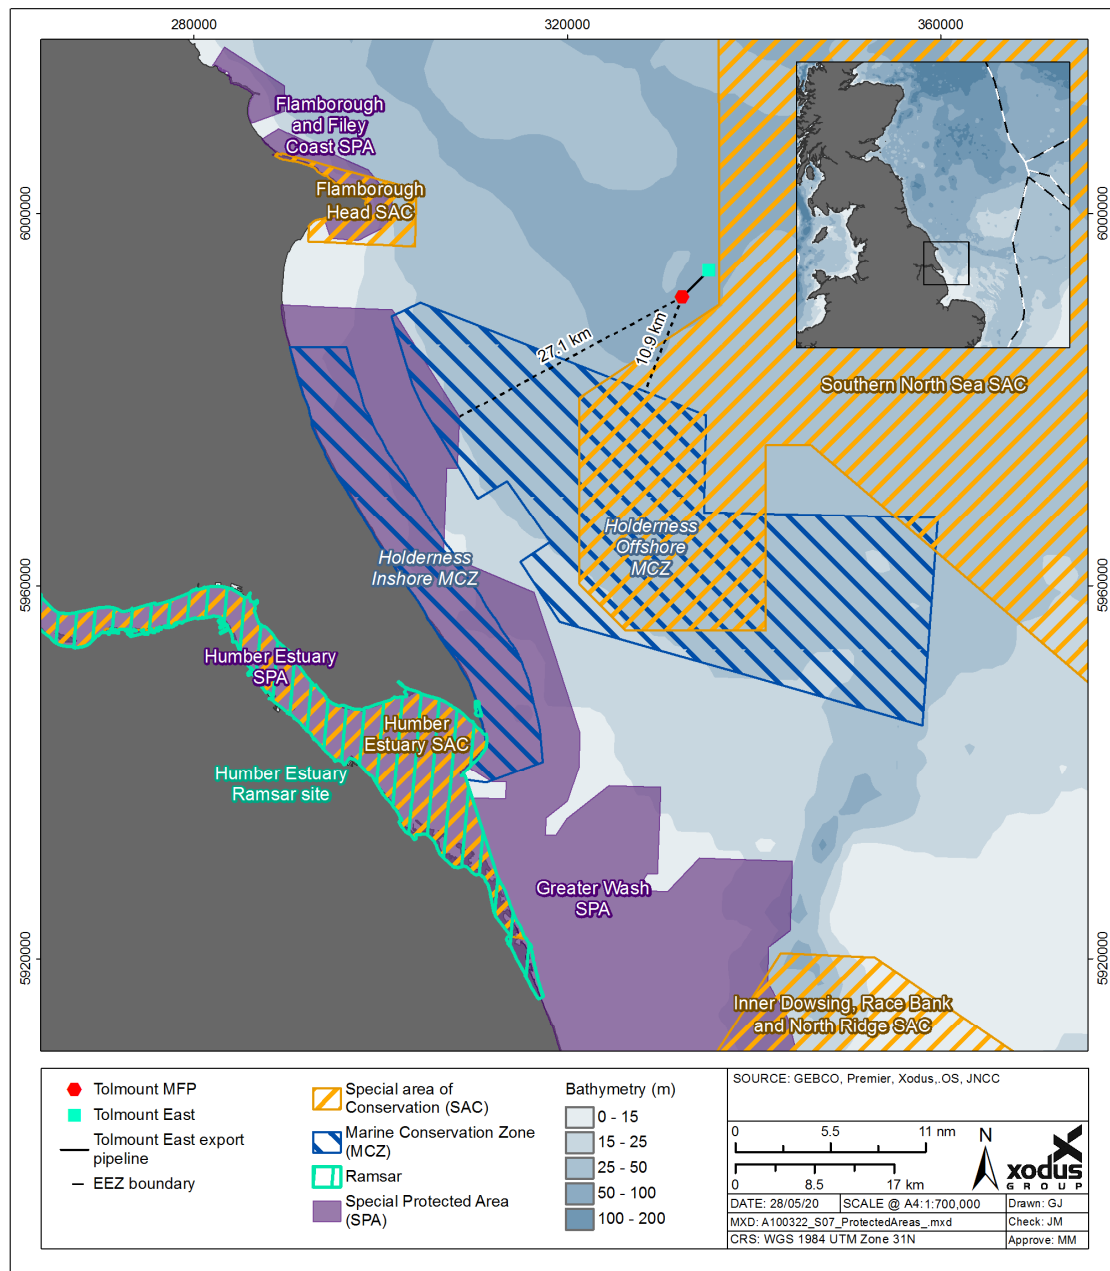 280000
320000
360000
6000000
6000000
5960000
5960000
5920000
5920000
Flamborough
and Filey
Coast SPA
Flamborough
Head SAC
27.1 km
10.9 km
Southern North Sea SAC
Holderness
Offshore
MCZ
Holderness
Inshore MCZ
Humber Estuary
SPA
Humber
Estuary SAC
Humber Estuary
Ramsar site
Greater Wash
SPA
Inner Dowsing, Race Bank
and North Ridge SAC
Tolmount MFP
Tolmount East
Tolmount East export
pipeline
EEZ boundary
Special area of
Conservation (SAC)
Marine Conservation Zone
(MCZ)
Ramsar
Special Protected Area
(SPA)
Bathymetry (m)
0 - 15
15 - 25
25 - 50
50 - 100
100 - 200
SOURCE: GEBCO, Premier, Xodus,.OS, JNCC
0 5.5 11 nm
0 8.5 17 km
N
xodus
GROUP
DATE: 28/05/20
SCALE @ A4:1:700,000
Drawn: GJ
MXD: A100322_S07_ProtectedAreas_.mxd
Check: JM
CRS: WGS 1984 UTM Zone 31N
Approve: MM